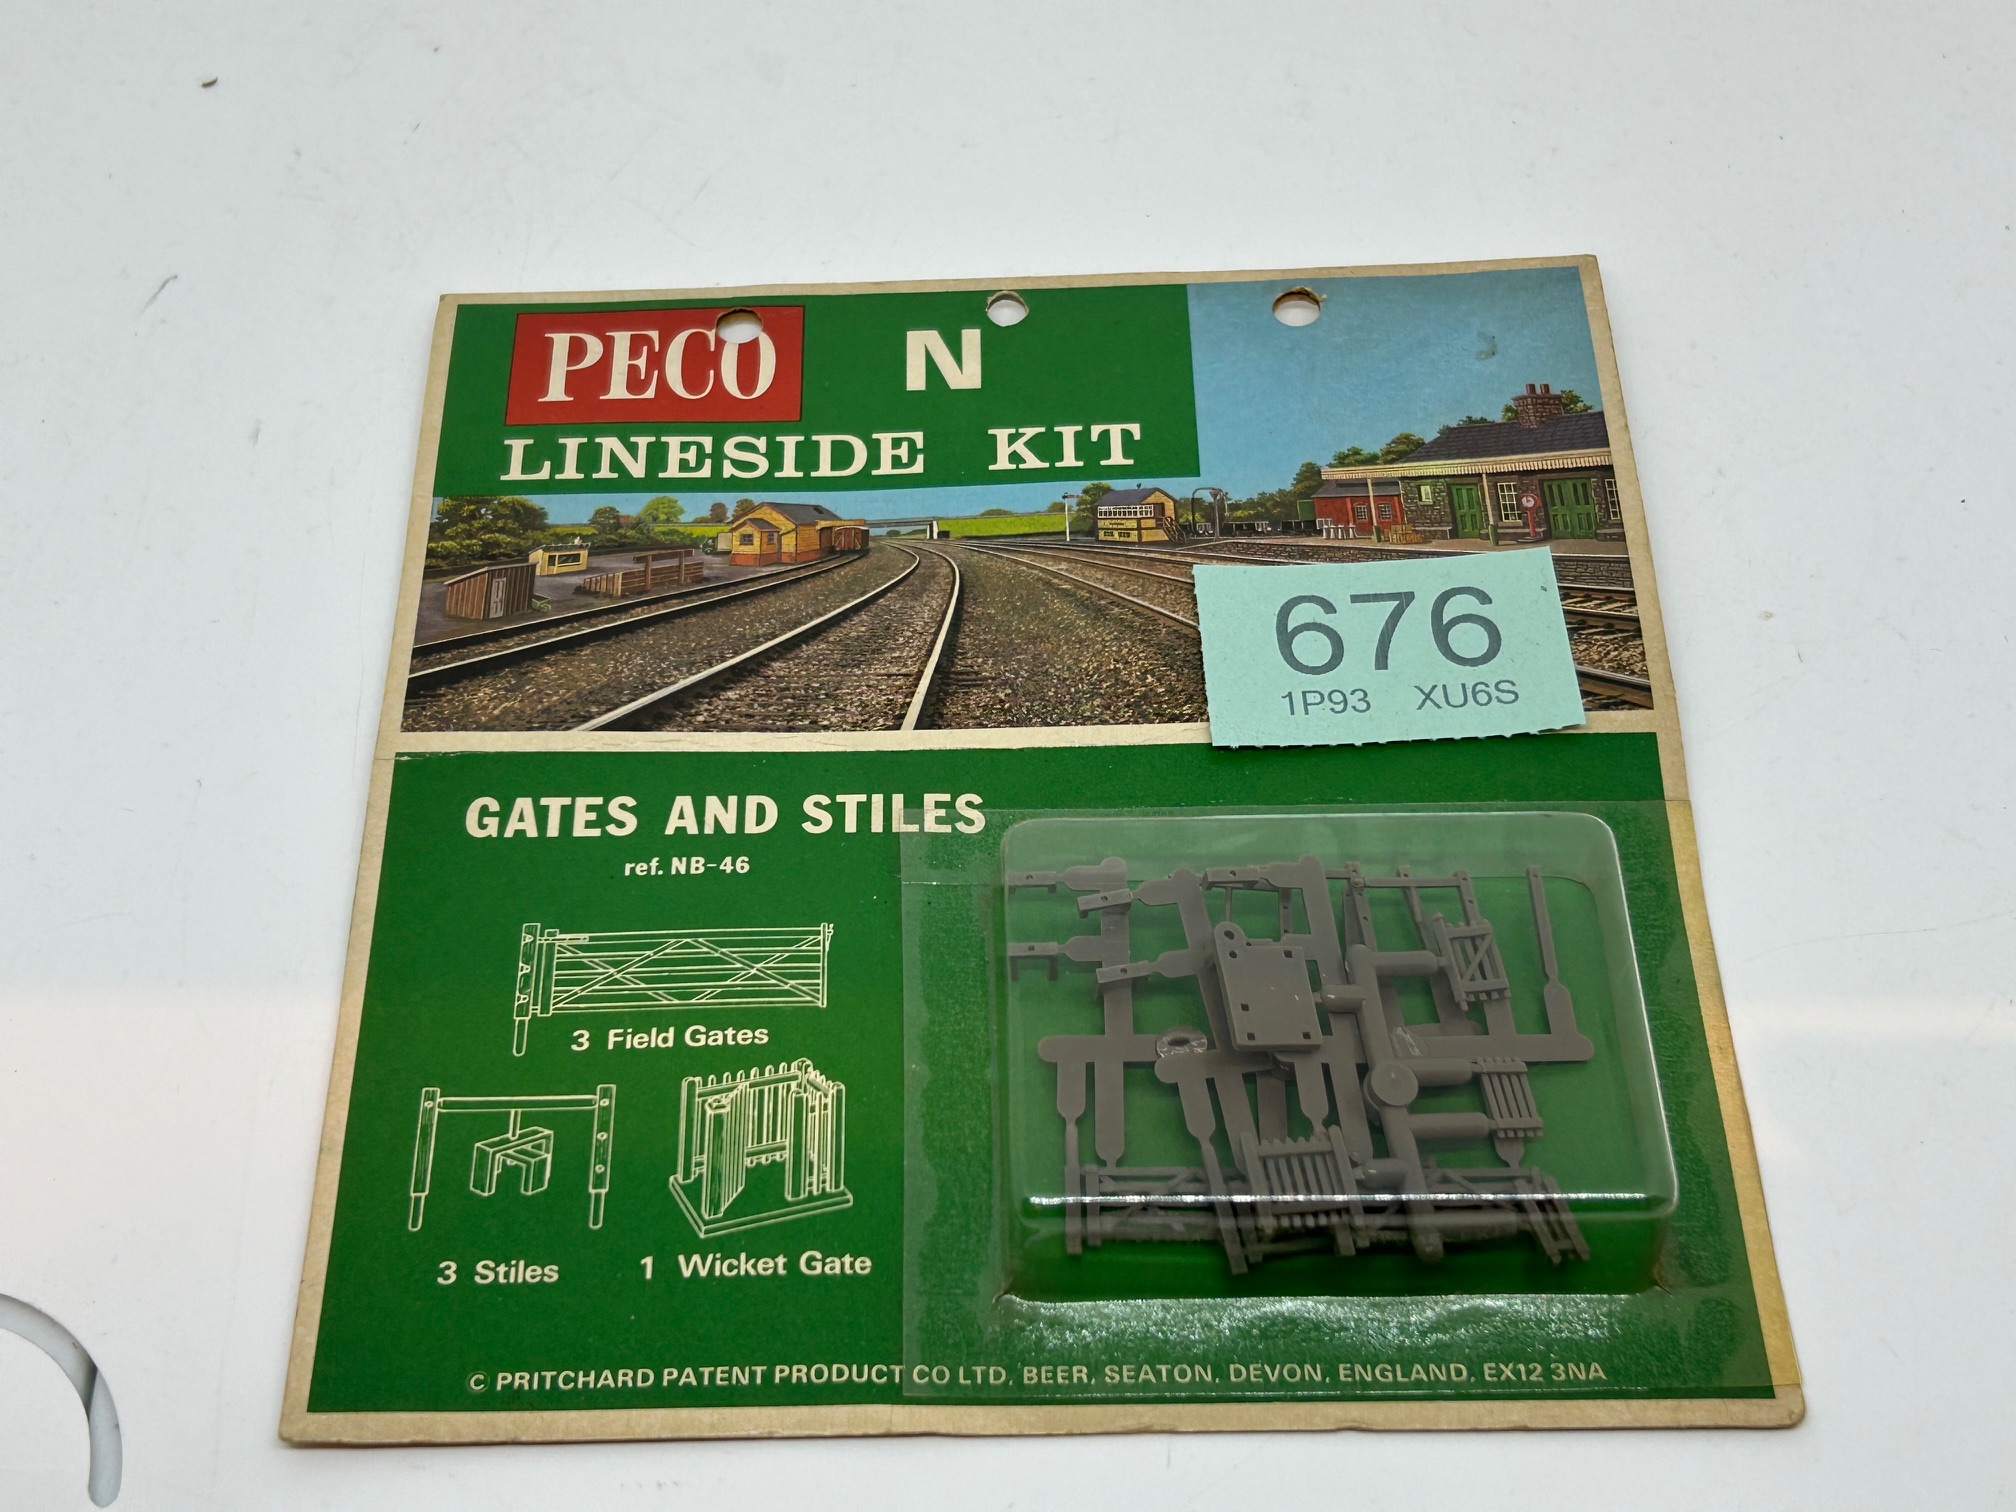 PECO N
LINESIDE KIT
676
1P93 XU6S
GATES AND STILES
ref. NB-46
3 Field Gates
3 Stiles
1 Wicket Gate
© PRITCHARD PATENT PRODUCT CO LTD, BEER, SEATON, DEVON, ENGLAND, EX12 3NA